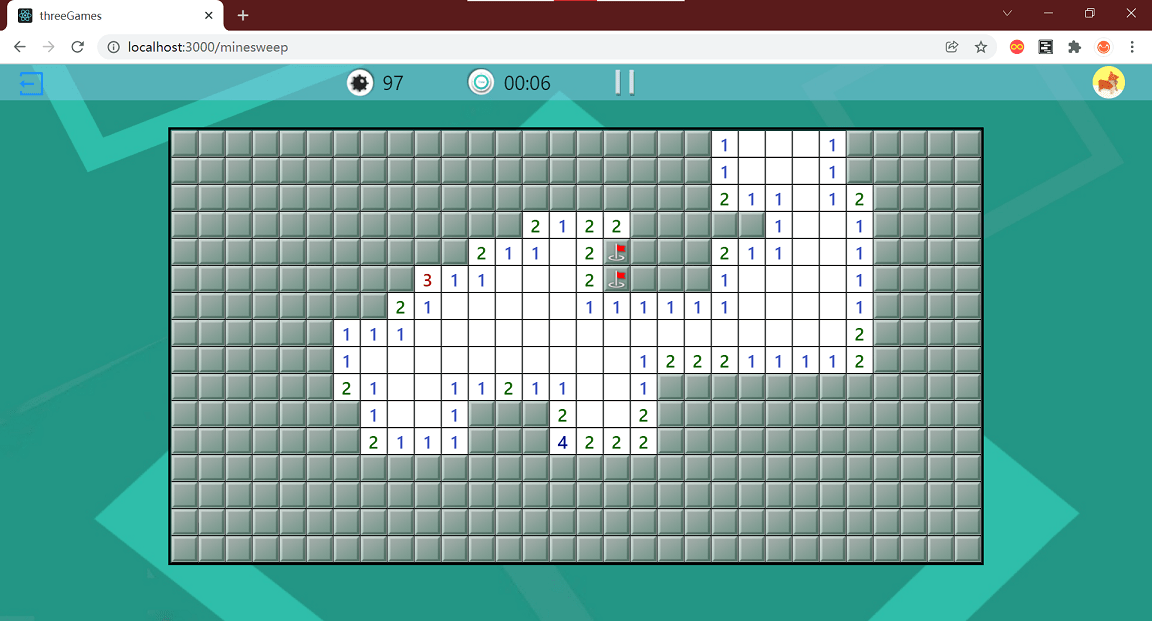 threeGames
localhost:3000/minesweep
97 00:06
1 1
1 1
2 1 1 1 2
2 1 2 2 1 1
2 1 1 2 2 1 1 1
3 1 1 2 1 1
2 1 1 1 1 1 1 1 1
1 1 1 2
1 1 2 2 2 1 1 1 1 2
2 1 1 1 2 1 1 1
1 1 2 2
2 1 1 1 4 2 2 2